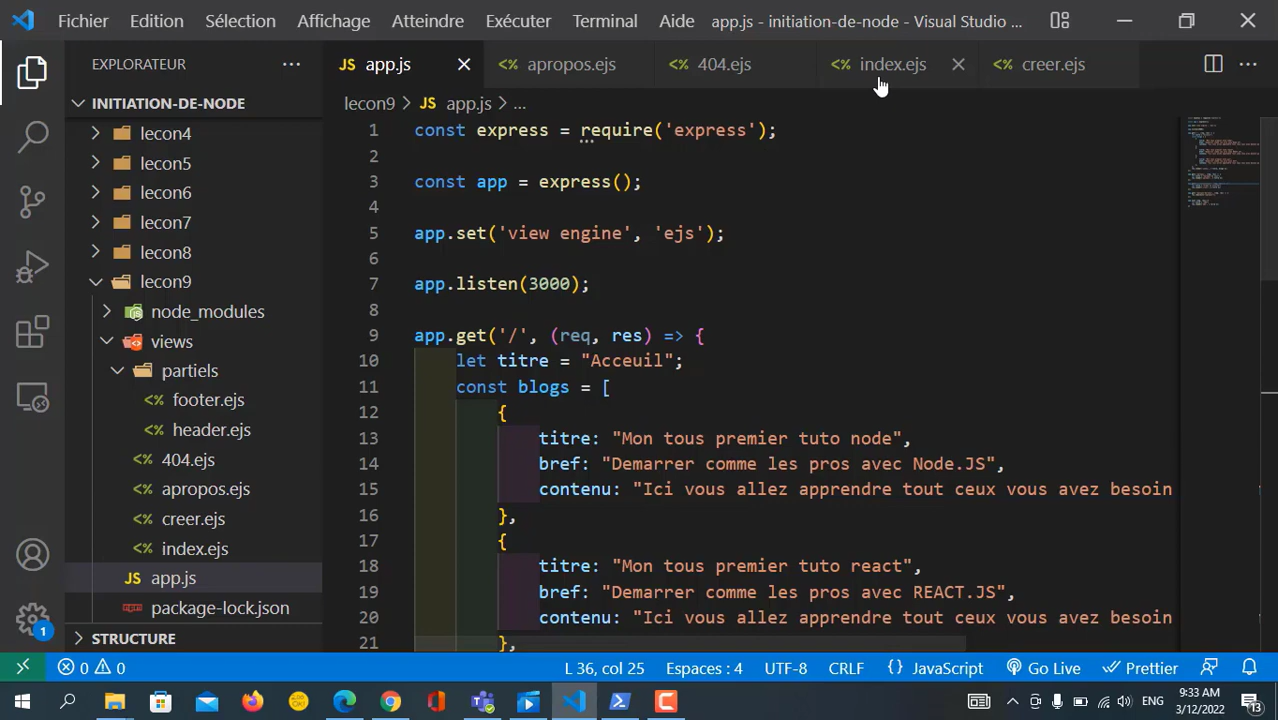 Fichier Edition Sélection Affichage Atteindre Exécuter Terminal Aide app.js - initiation-de-node - Visual Studio ...
EXPLORATEUR
JS app.js
<% apropos.ejs
<% 404.ejs
<% index.ejs
<% creer.ejs
INITIATION-DE-NODE
lecon4
lecon5
lecon6
lecon7
lecon8
lecon9
node_modules
views
partiels
<% footer.ejs
<% header.ejs
<% 404.ejs
<% apropos.ejs
<% creer.ejs
<% index.ejs
JS app.js
package-lock.json
STRUCTURE
lecon9 > JS app.js > ...
1 const express = require('express');
2
3 const app = express();
4
5 app.set('view engine', 'ejs');
6
7 app.listen(3000);
8
9 app.get('/', (req, res) => {
10 let titre = "Acceuil";
11 const blogs = [
12 {
13 titre: "Mon tous premier tuto node",
14 bref: "Demarrer comme les pros avec Node.JS",
15 contenu: "Ici vous allez apprendre tout ceux vous avez besoin
16 },
17 {
18 titre: "Mon tous premier tuto react",
19 bref: "Demarrer comme les pros avec REACT.JS",
20 contenu: "Ici vous allez apprendre tout ceux vous avez besoin
21 },
1
0 0 L 36, col 25 Espaces : 4 UTF-8 CRLF {} JavaScript Go Live Prettier
ENG
9:33 AM
3/12/2022
13